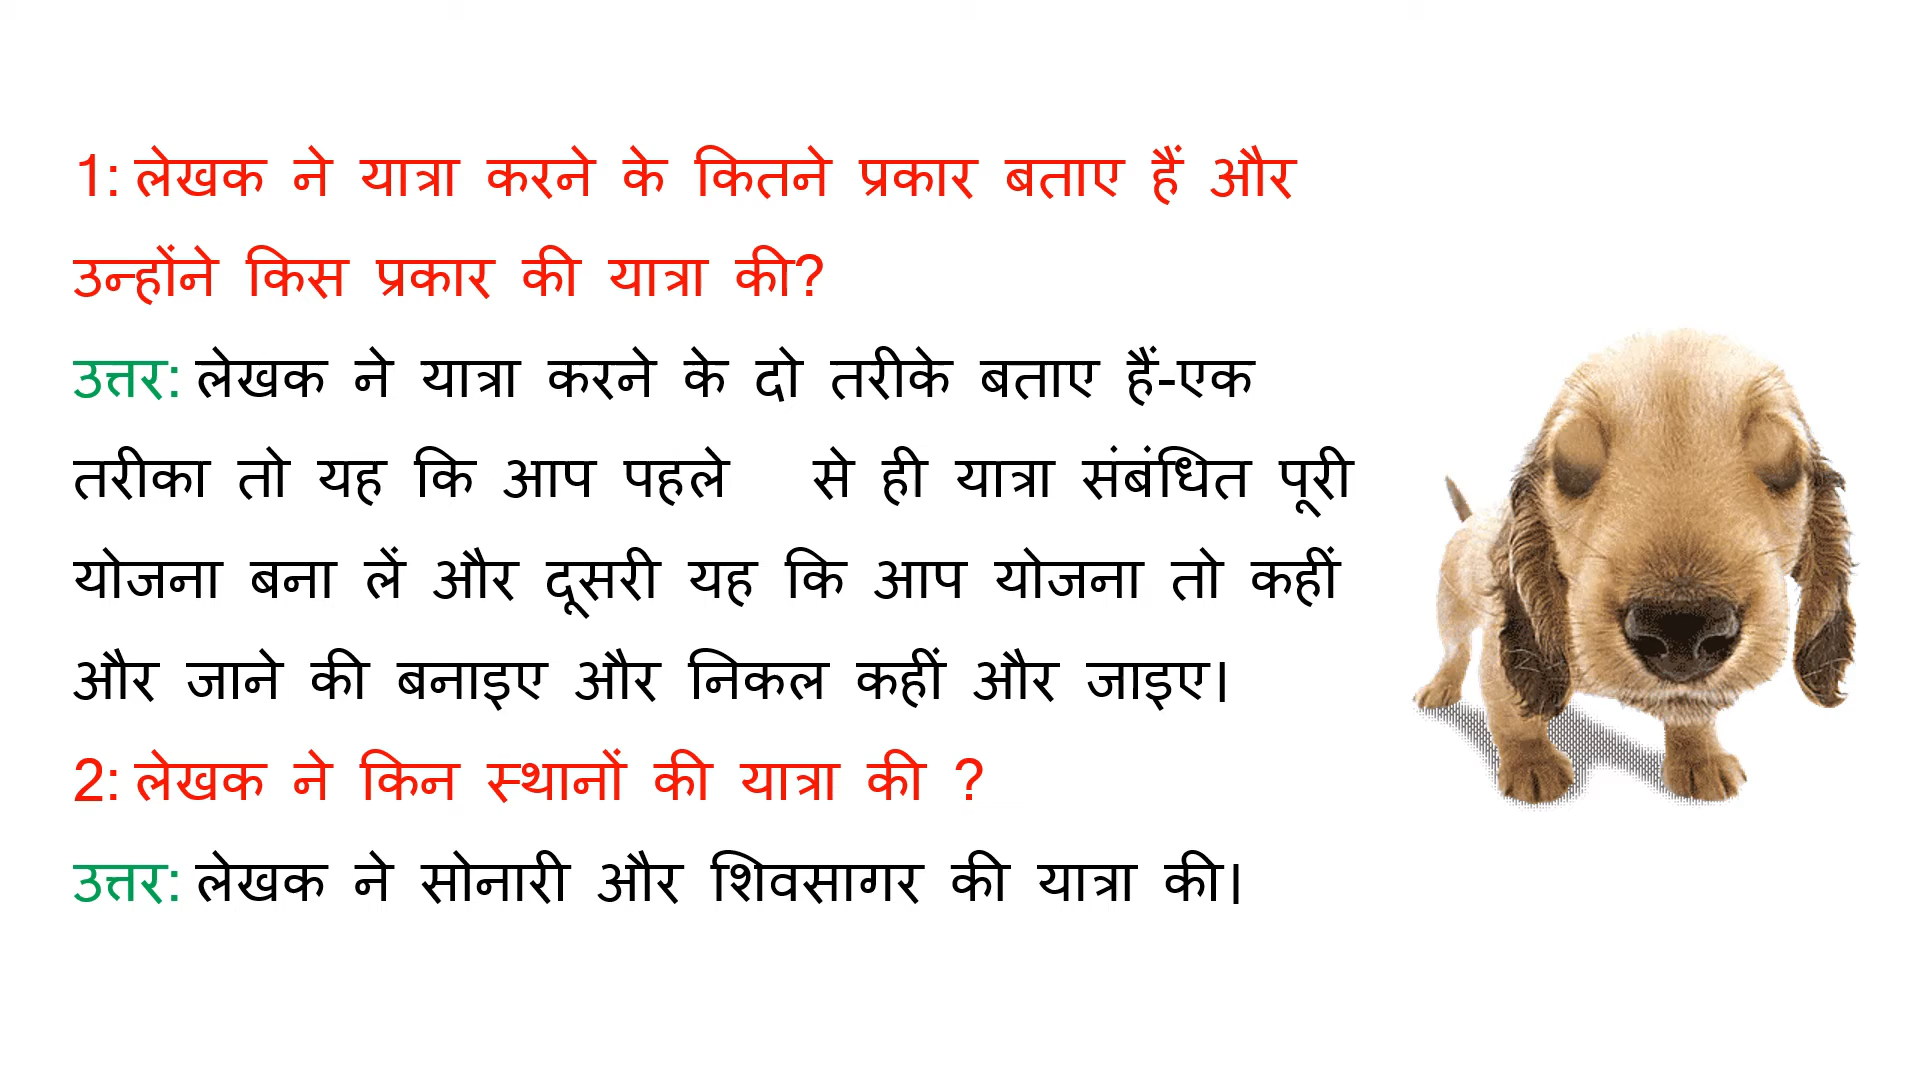 1: लेखक ने यात्रा करने के कितने प्रकार बताए हैं और
उन्होंने किस प्रकार की यात्रा की?
उत्तर: लेखक ने यात्रा करने के दो तरीके बताए हैं-एक
तरीका तो यह कि आप पहले से ही यात्रा संबंधित पूरी
योजना बना लें और दूसरी यह कि आप योजना तो कहीं
और जाने की बनाइए और निकल कहीं और जाइए।
2: लेखक ने किन स्थानों की यात्रा की ?
उत्तर: लेखक ने सोनारी और शिवसागर की यात्रा की।